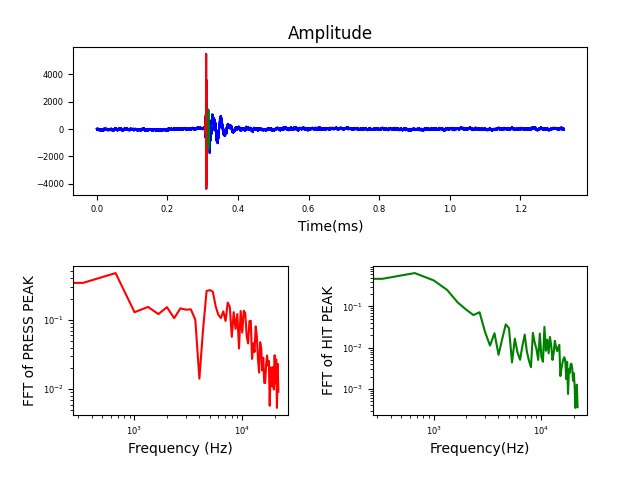 Amplitude
4000
2000
0
−2000
−4000
0.0 0.2 0.4 0.6 0.8 1.0 1.2
Time(ms)
FFT of PRESS PEAK
10⁻¹
10⁻²
10³ 10⁴
Frequency (Hz)
FFT of HIT PEAK
10⁻¹
10⁻²
10⁻³
10³ 10⁴
Frequency(Hz)